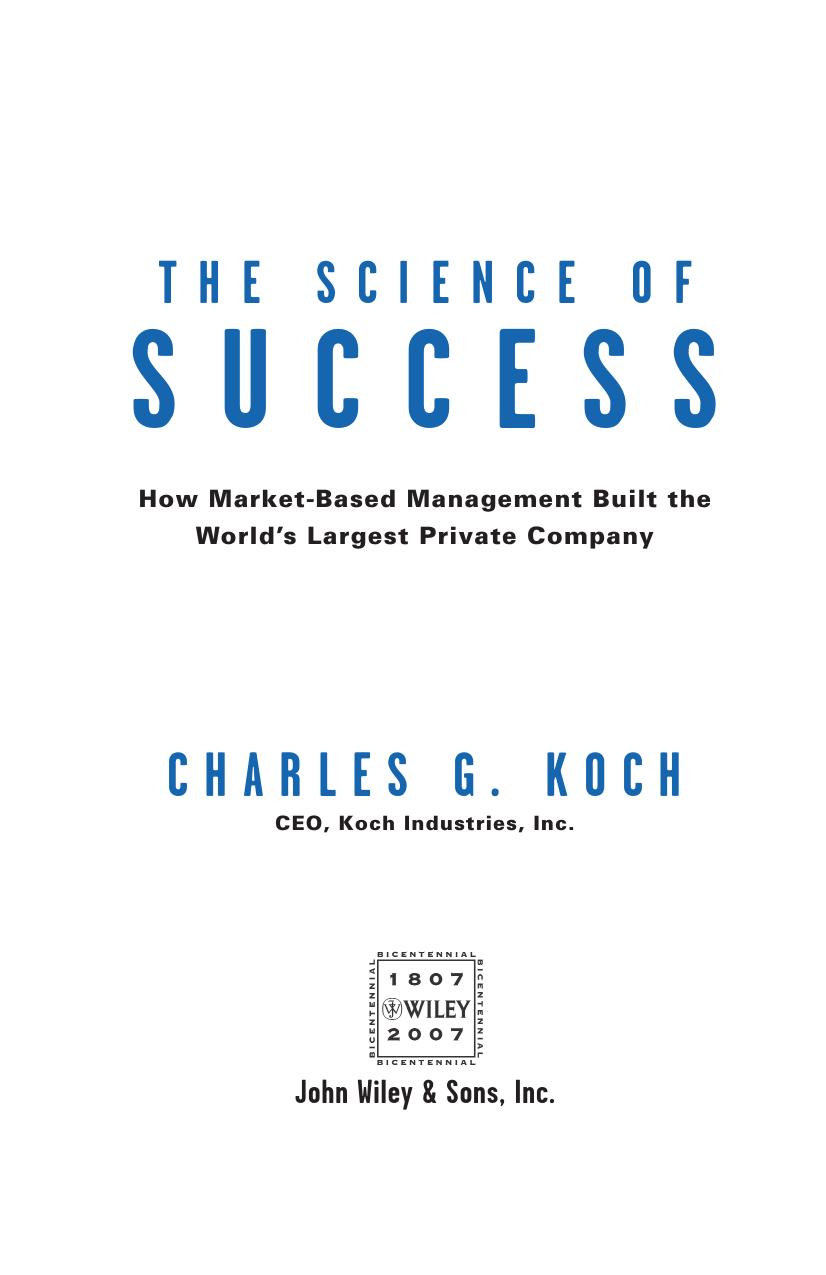 THE SCIENCE OF
SUCCESS
How Market-Based Management Built the
World’s Largest Private Company
CHARLES G. KOCH
CEO, Koch Industries, Inc.
BICENTENNIAL
BICENTENNIAL
1807
WILEY
2007
BICENTENNIAL
BICENTENNIAL
John Wiley & Sons, Inc.